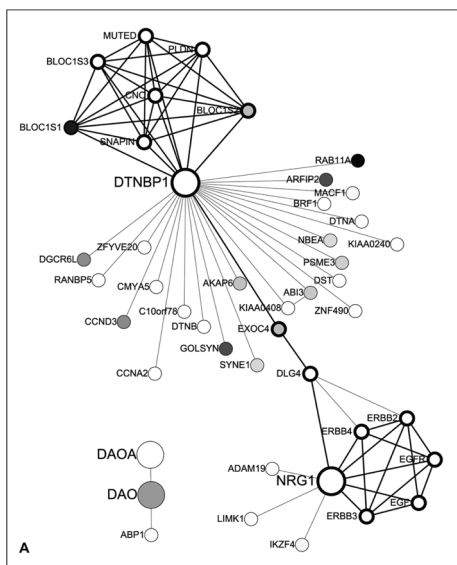 MUTED
PLDN
BLOC1S3
CNO
BLOC1S2
BLOC1S1
SNAPIN
DTNBP1
RAB11A
ARFIP2
MACF1
BRF1
DTNA
NBEA
KIAA0240
ZFYVE20
DGCR6L
PSME3
RANBP5
AKAP6
DST
CMYA5
ABI3
C10orf78
KIAA0408
ZNF490
CCND3
DTNB
EXOC4
GOLSYN
SYNE1
CCNA2
DLG4
ERBB2
ERBB4
DAOA
EGFR
ADAM19
NRG1
DAO
EGF
LIMK1
ERBB3
ABP1
IKZF4
A